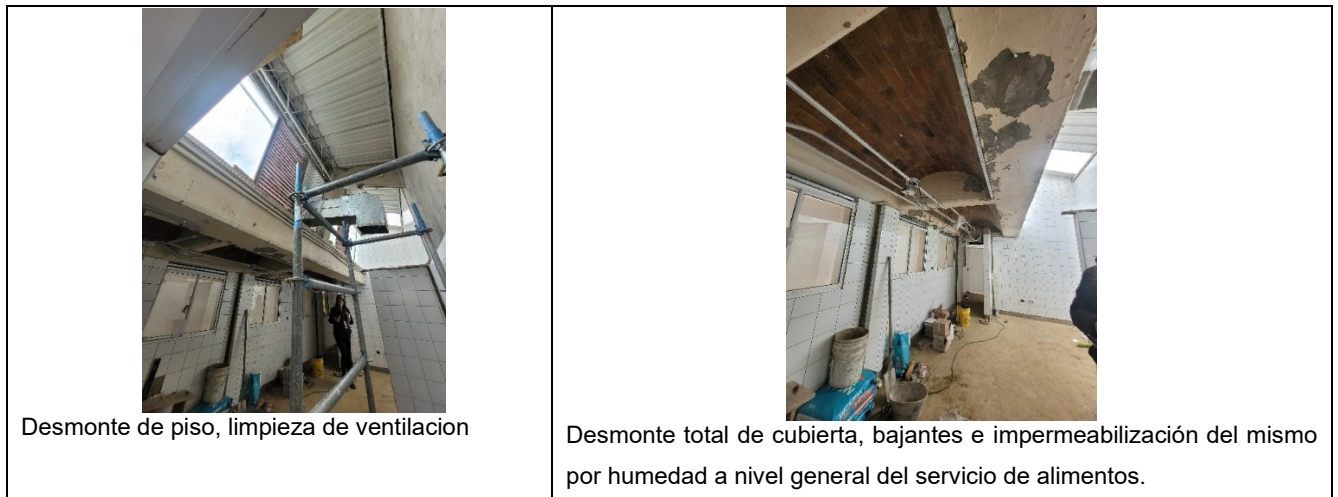 Desmonte de piso, limpieza de ventilacion
Desmonte total de cubierta, bajantes e impermeabilización del mismo
por humedad a nivel general del servicio de alimentos.